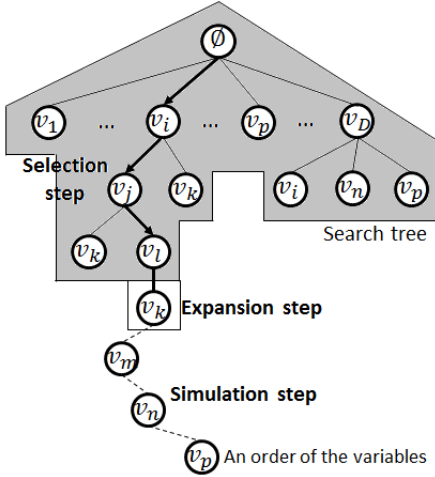 ∅
v₁ ... vᵢ ... vₚ ... v_D
Selection
step
vⱼ vₖ vᵢ vₙ vₚ
Search tree
vₖ vₗ
vₖ Expansion step
vₘ
Simulation step
vₙ
vₚ An order of the variables